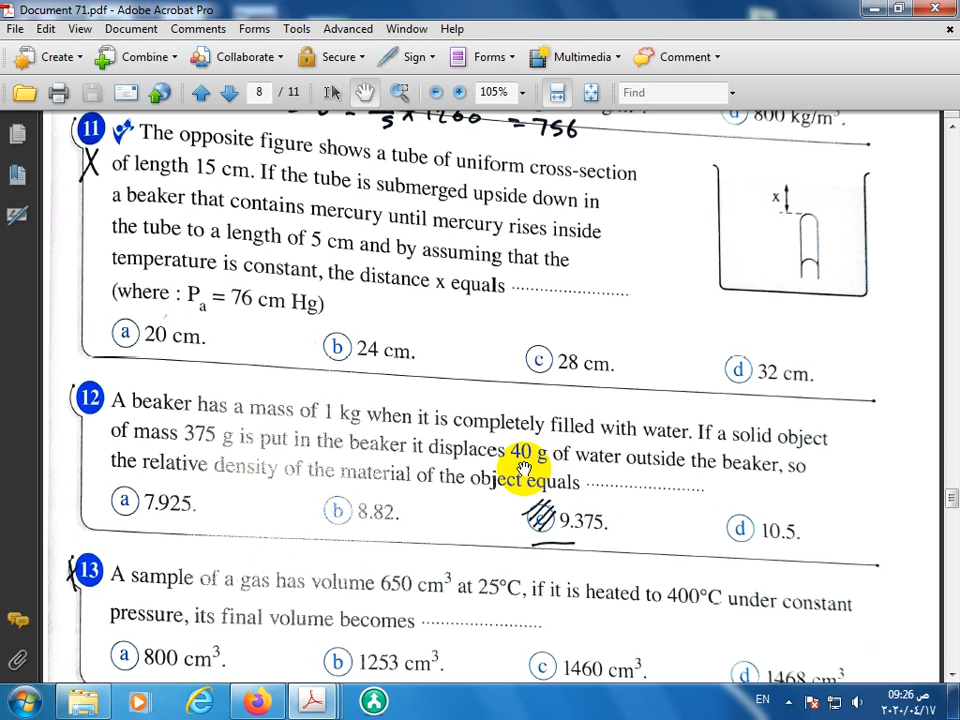 Document 71.pdf - Adobe Acrobat Pro
File Edit View Document Comments Forms Tools Advanced Window Help
Create Combine Collaborate Secure Sign Forms Multimedia Comment
8 / 11 105% Find
x 1260 = 756
d 800 kg/m³.
11 The opposite figure shows a tube of uniform cross-section
X of length 15 cm. If the tube is submerged upside down in
a beaker that contains mercury until mercury rises inside
the tube to a length of 5 cm and by assuming that the
temperature is constant, the distance x equals ..........................
(where : Pa = 76 cm Hg)
x
a 20 cm. b 24 cm. c 28 cm. d 32 cm.
12 A beaker has a mass of 1 kg when it is completely filled with water. If a solid object
of mass 375 g is put in the beaker it displaces 40 g of water outside the beaker, so
the relative density of the material of the object equals ..........................
a 7.925. b 8.82. c 9.375. d 10.5.
13 A sample of a gas has volume 650 cm³ at 25°C, if it is heated to 400°C under constant
pressure, its final volume becomes ..........................
a 800 cm³. b 1253 cm³. c 1460 cm³. d 1468 cm³
EN
09:26 ص
٢٠٢٠/٠٤/١٧